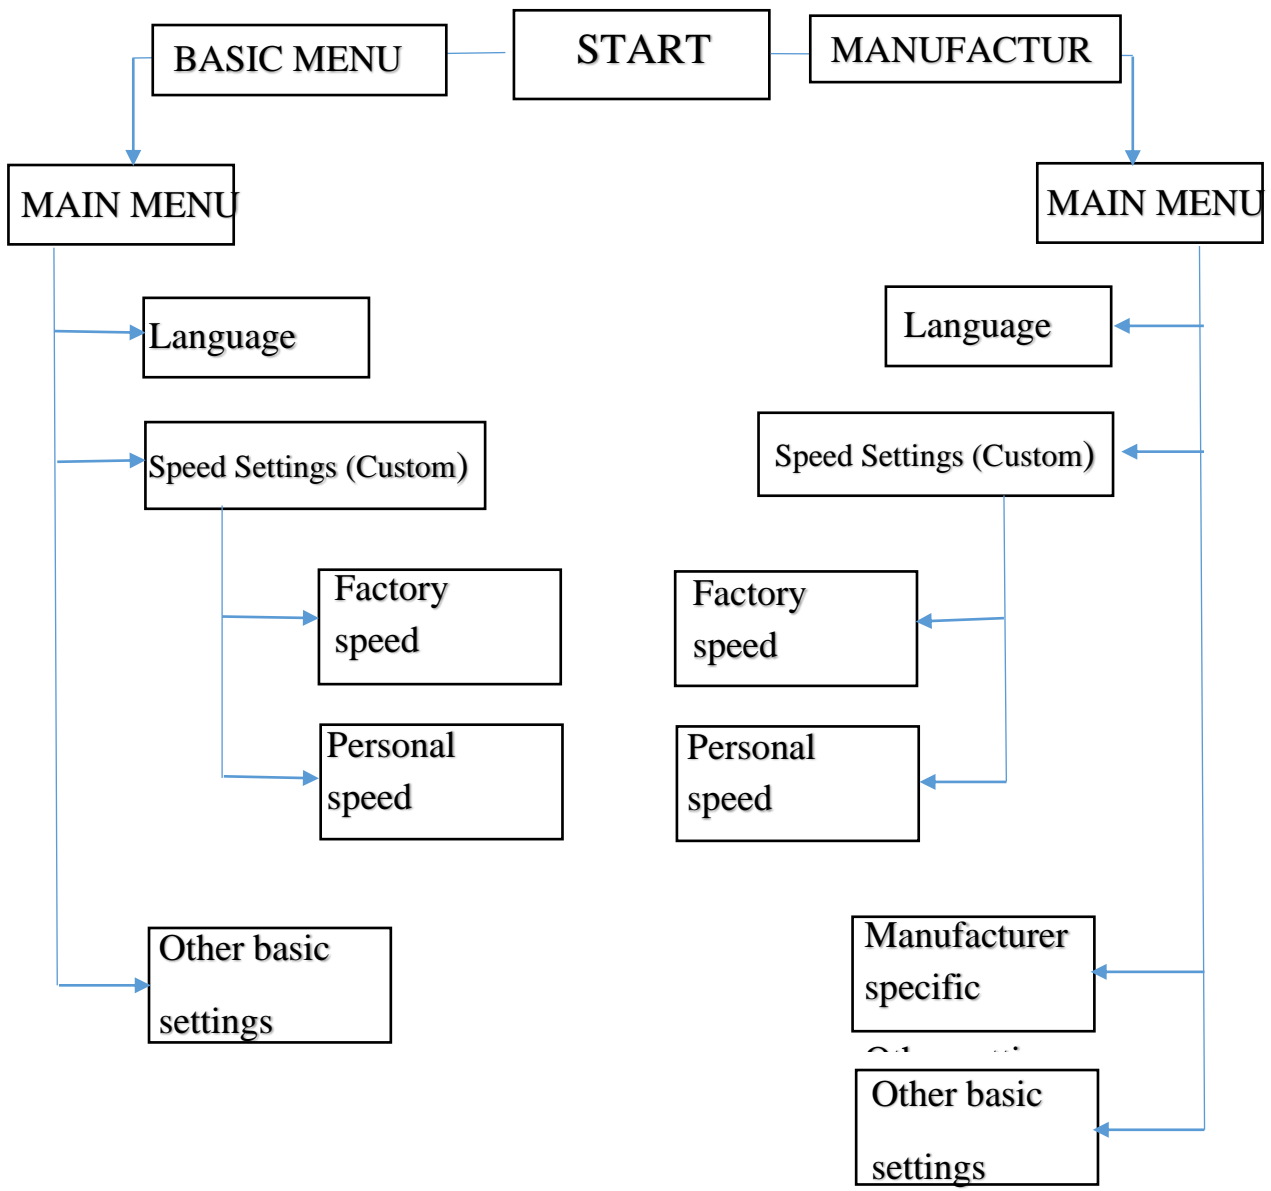 BASIC MENU
START
MANUFACTUR
MAIN MENU
Language
Speed Settings (Custom)
Factory
speed
Personal
speed
Other basic
settings
MAIN MENU
Language
Speed Settings (Custom)
Factory
speed
Personal
speed
Manufacturer
specific
Other basic
settings